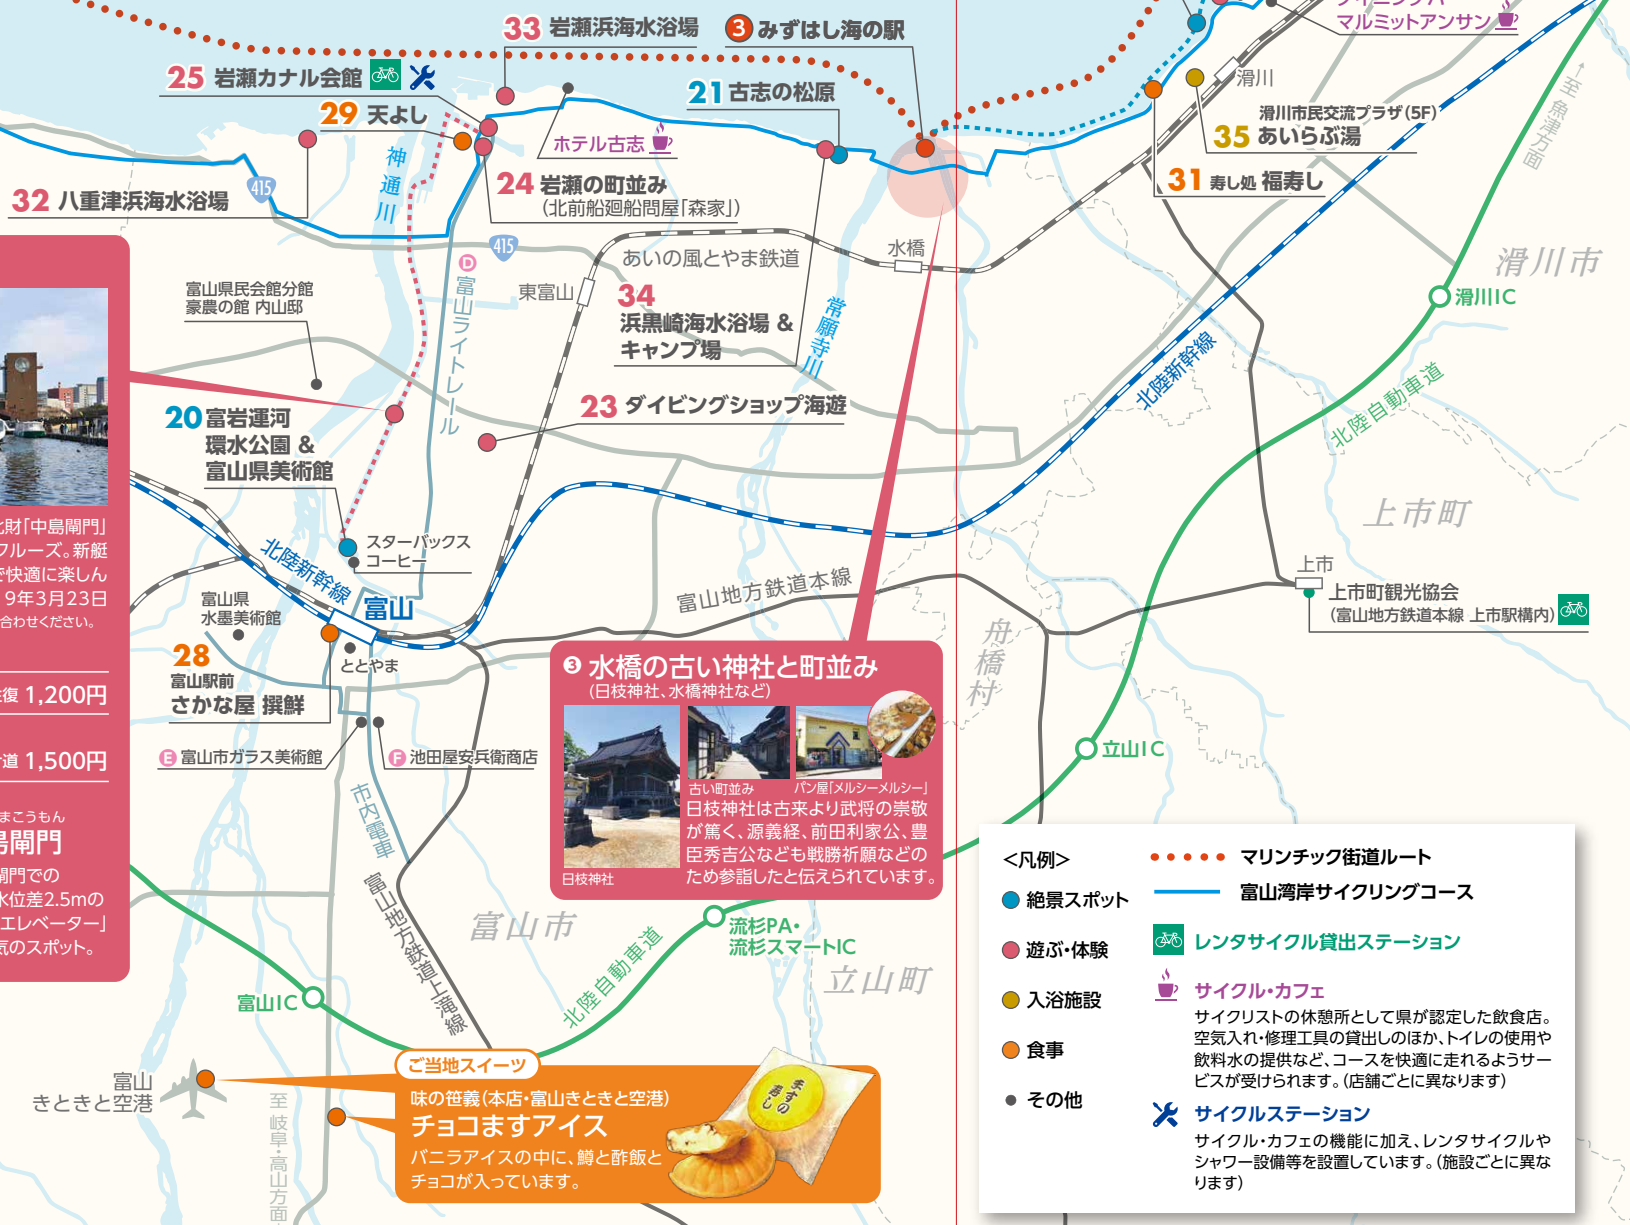 33 岩瀬浜海水浴場
3 みずはし海の駅
マルミットアンサン
25 岩瀬カナル会館
29 天よし
21 古志の松原
滑川
滑川市民交流プラザ(5F)
35 あいらぶ湯
→至 魚津方面
ホテル古志
神通川
24 岩瀬の町並み
(北前船廻船問屋「森家」)
31 寿し処 福寿し
32 八重津浜海水浴場
415
415
あいの風とやま鉄道
水橋
滑川市
滑川IC
富山県民会館分館
豪農の館 内山邸
D 富山ライトレール
東富山
34
浜黒崎海水浴場 &
キャンプ場
常願寺川
北陸新幹線
北陸自動車道
20 富岩運河
環水公園 &
富山県美術館
23 ダイビングショップ海遊
上市町
化財「中島閘門」
クルーズ。新艇
で快適に楽しん
9年3月23日
合わせください。
スターバックス
コーヒー
北陸新幹線
富山
富山県
水墨美術館
富山地方鉄道本線
上市
上市町観光協会
(富山地方鉄道本線 上市駅構内)
28
富山駅前
さかな屋 撰鮮
ととやま
舟橋村
復 1,200円
道 1,500円
E 富山市ガラス美術館
F 池田屋安兵衛商店
市内電車
3 水橋の古い神社と町並み
(日枝神社、水橋神社など)
古い町並み
パン屋「メルシーメルシー」
日枝神社
日枝神社は古来より武将の崇敬
が篤く、源義経、前田利家公、豊
臣秀吉公なども戦勝祈願などの
ため参詣したと伝えられています。
立山IC
まこうもん
島閘門
閘門での
水位差2.5mの
エレベーター」
気のスポット。
富山地方鉄道上滝線
富山市
流杉PA・
流杉スマートIC
北陸自動車道
立山町
富山IC
富山
きときと空港
至 岐阜・高山方面
ご当地スイーツ
味の笹義(本店・富山きときと空港)
チョコますアイス
バニラアイスの中に、鱒と酢飯と
チョコが入っています。
ますの寿し
<凡例>
絶景スポット
遊ぶ・体験
入浴施設
食事
その他
マリンチック街道ルート
富山湾岸サイクリングコース
レンタサイクル貸出ステーション
サイクル・カフェ
サイクリストの休憩所として県が認定した飲食店。
空気入れ・修理工具の貸出しのほか、トイレの使用や
飲料水の提供など、コースを快適に走れるようサー
ビスが受けられます。(店舗ごとに異なります)
サイクルステーション
サイクル・カフェの機能に加え、レンタサイクルや
シャワー設備等を設置しています。(施設ごとに異な
ります)